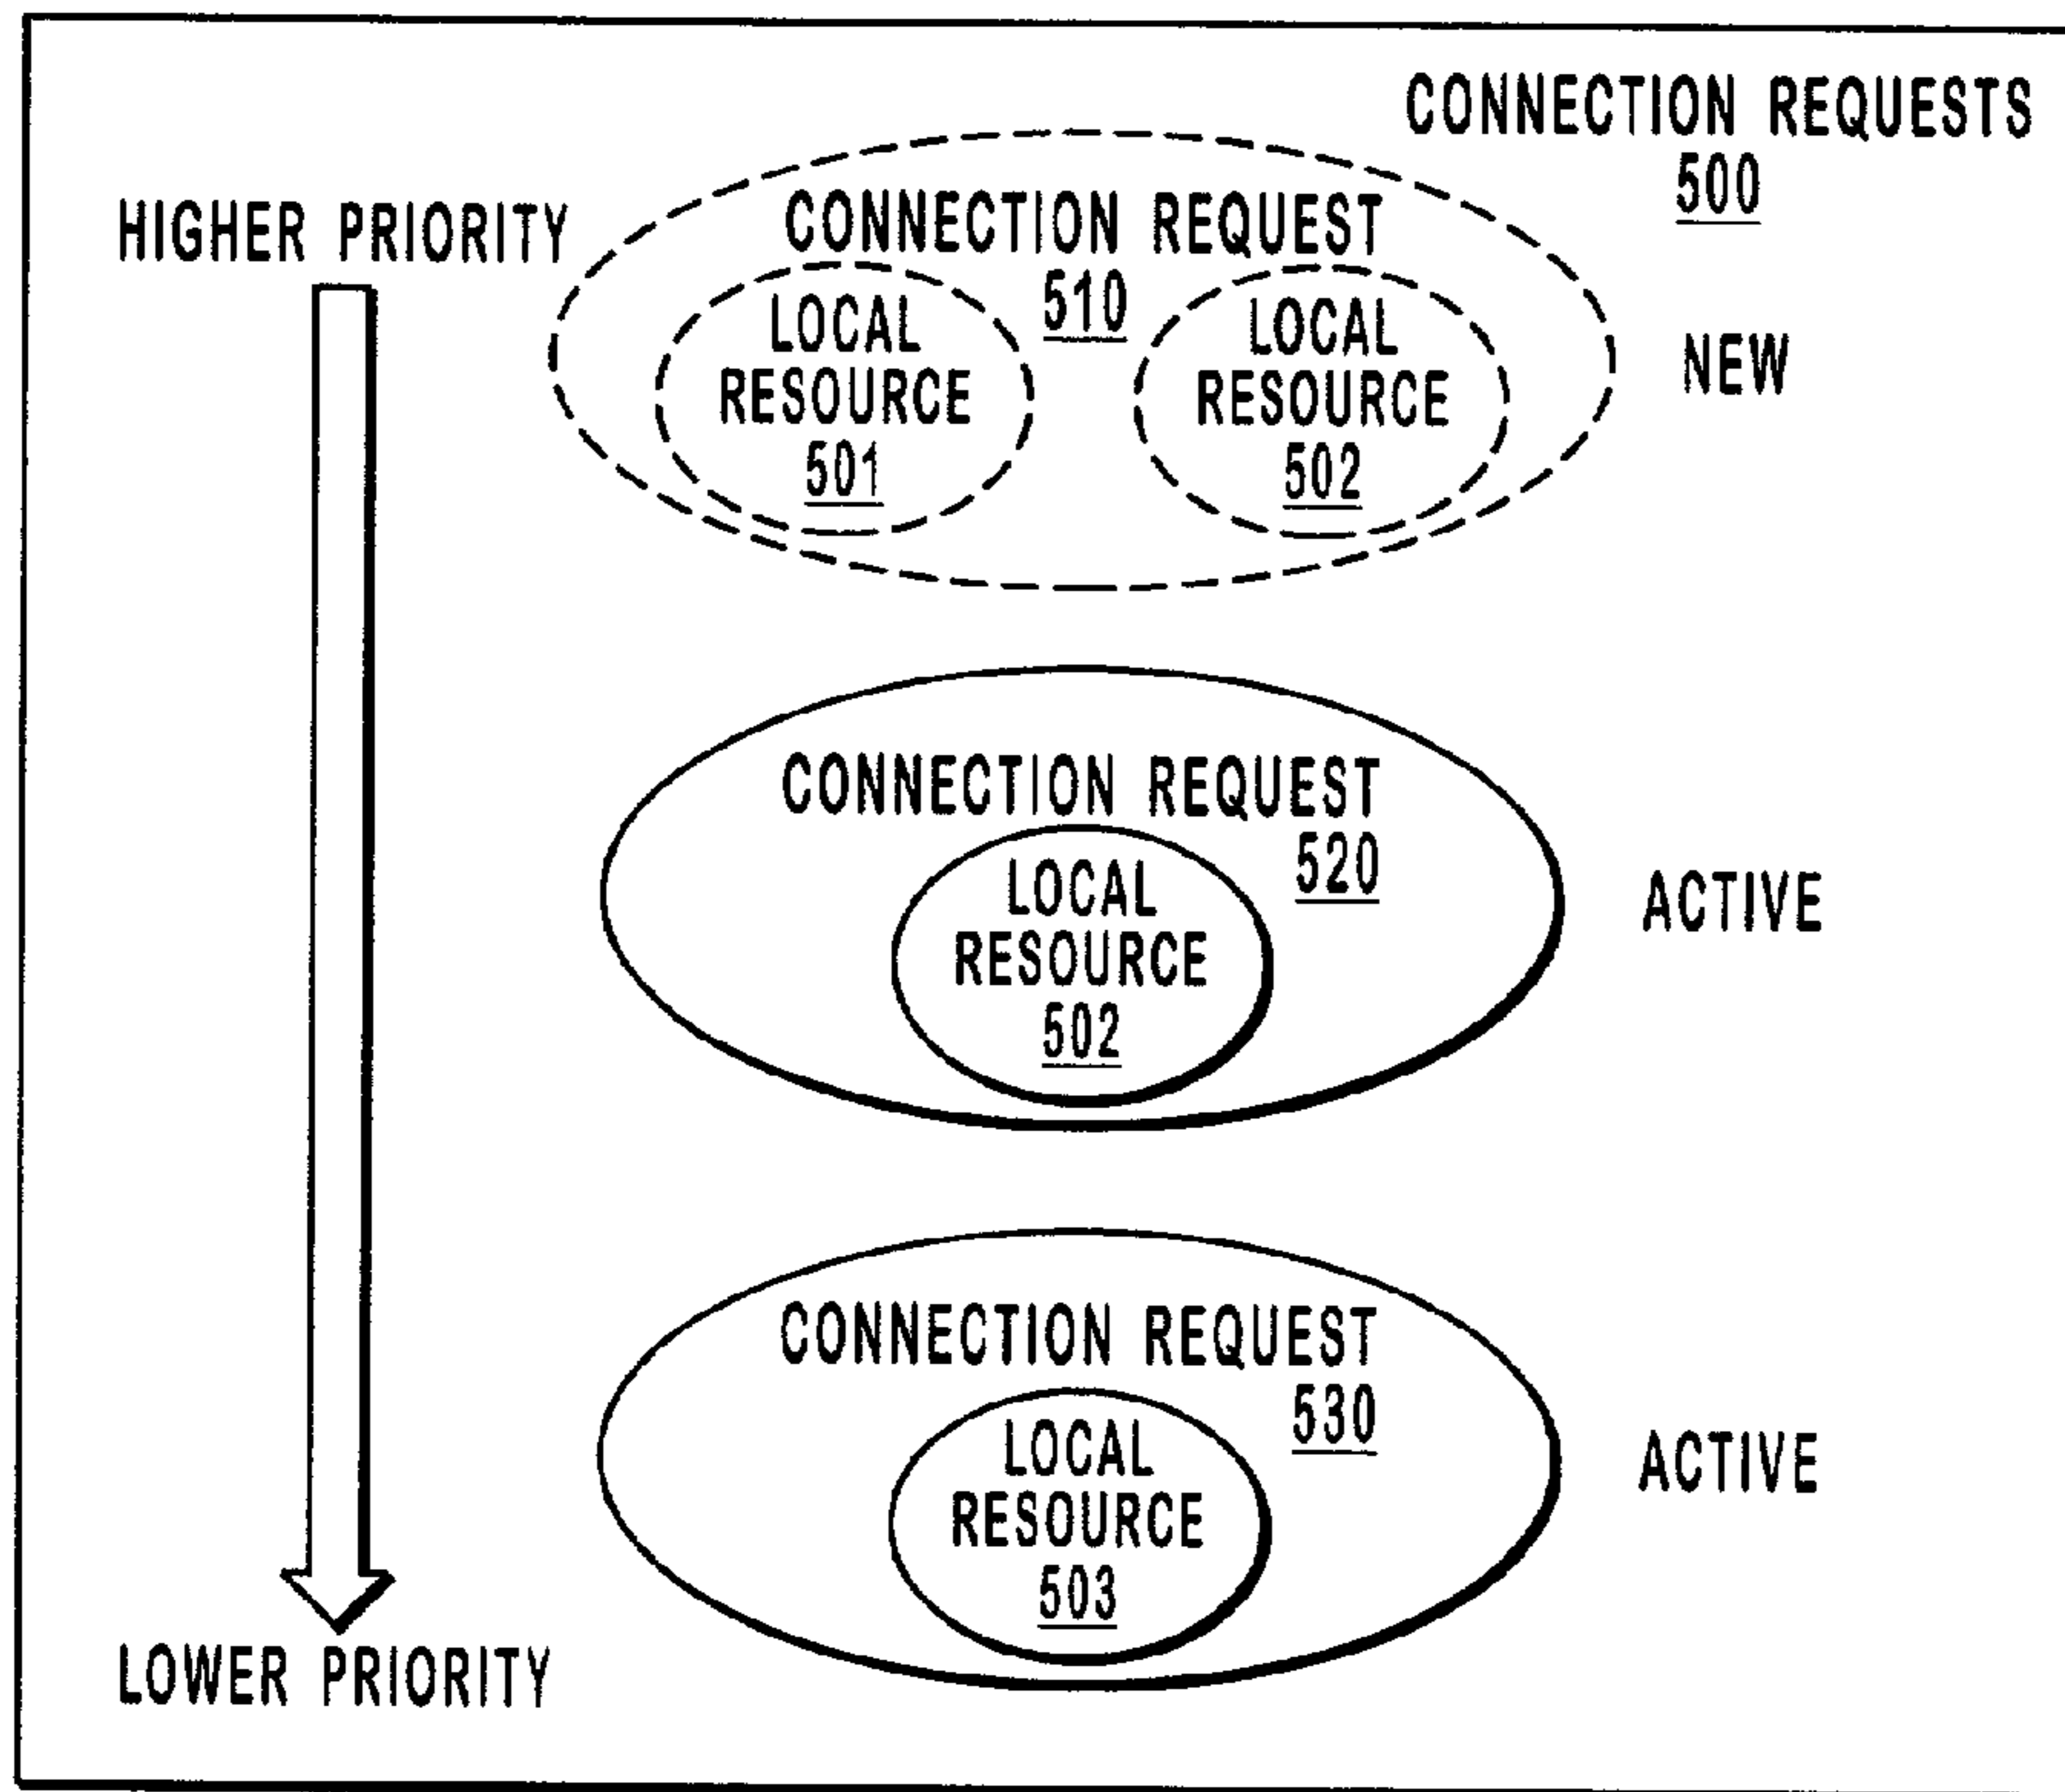 CONNECTION REQUESTS
500
HIGHER PRIORITY
CONNECTION REQUEST
510
LOCAL
RESOURCE
501
LOCAL
RESOURCE
502
NEW
CONNECTION REQUEST
520
LOCAL
RESOURCE
502
ACTIVE
CONNECTION REQUEST
530
LOCAL
RESOURCE
503
ACTIVE
LOWER PRIORITY